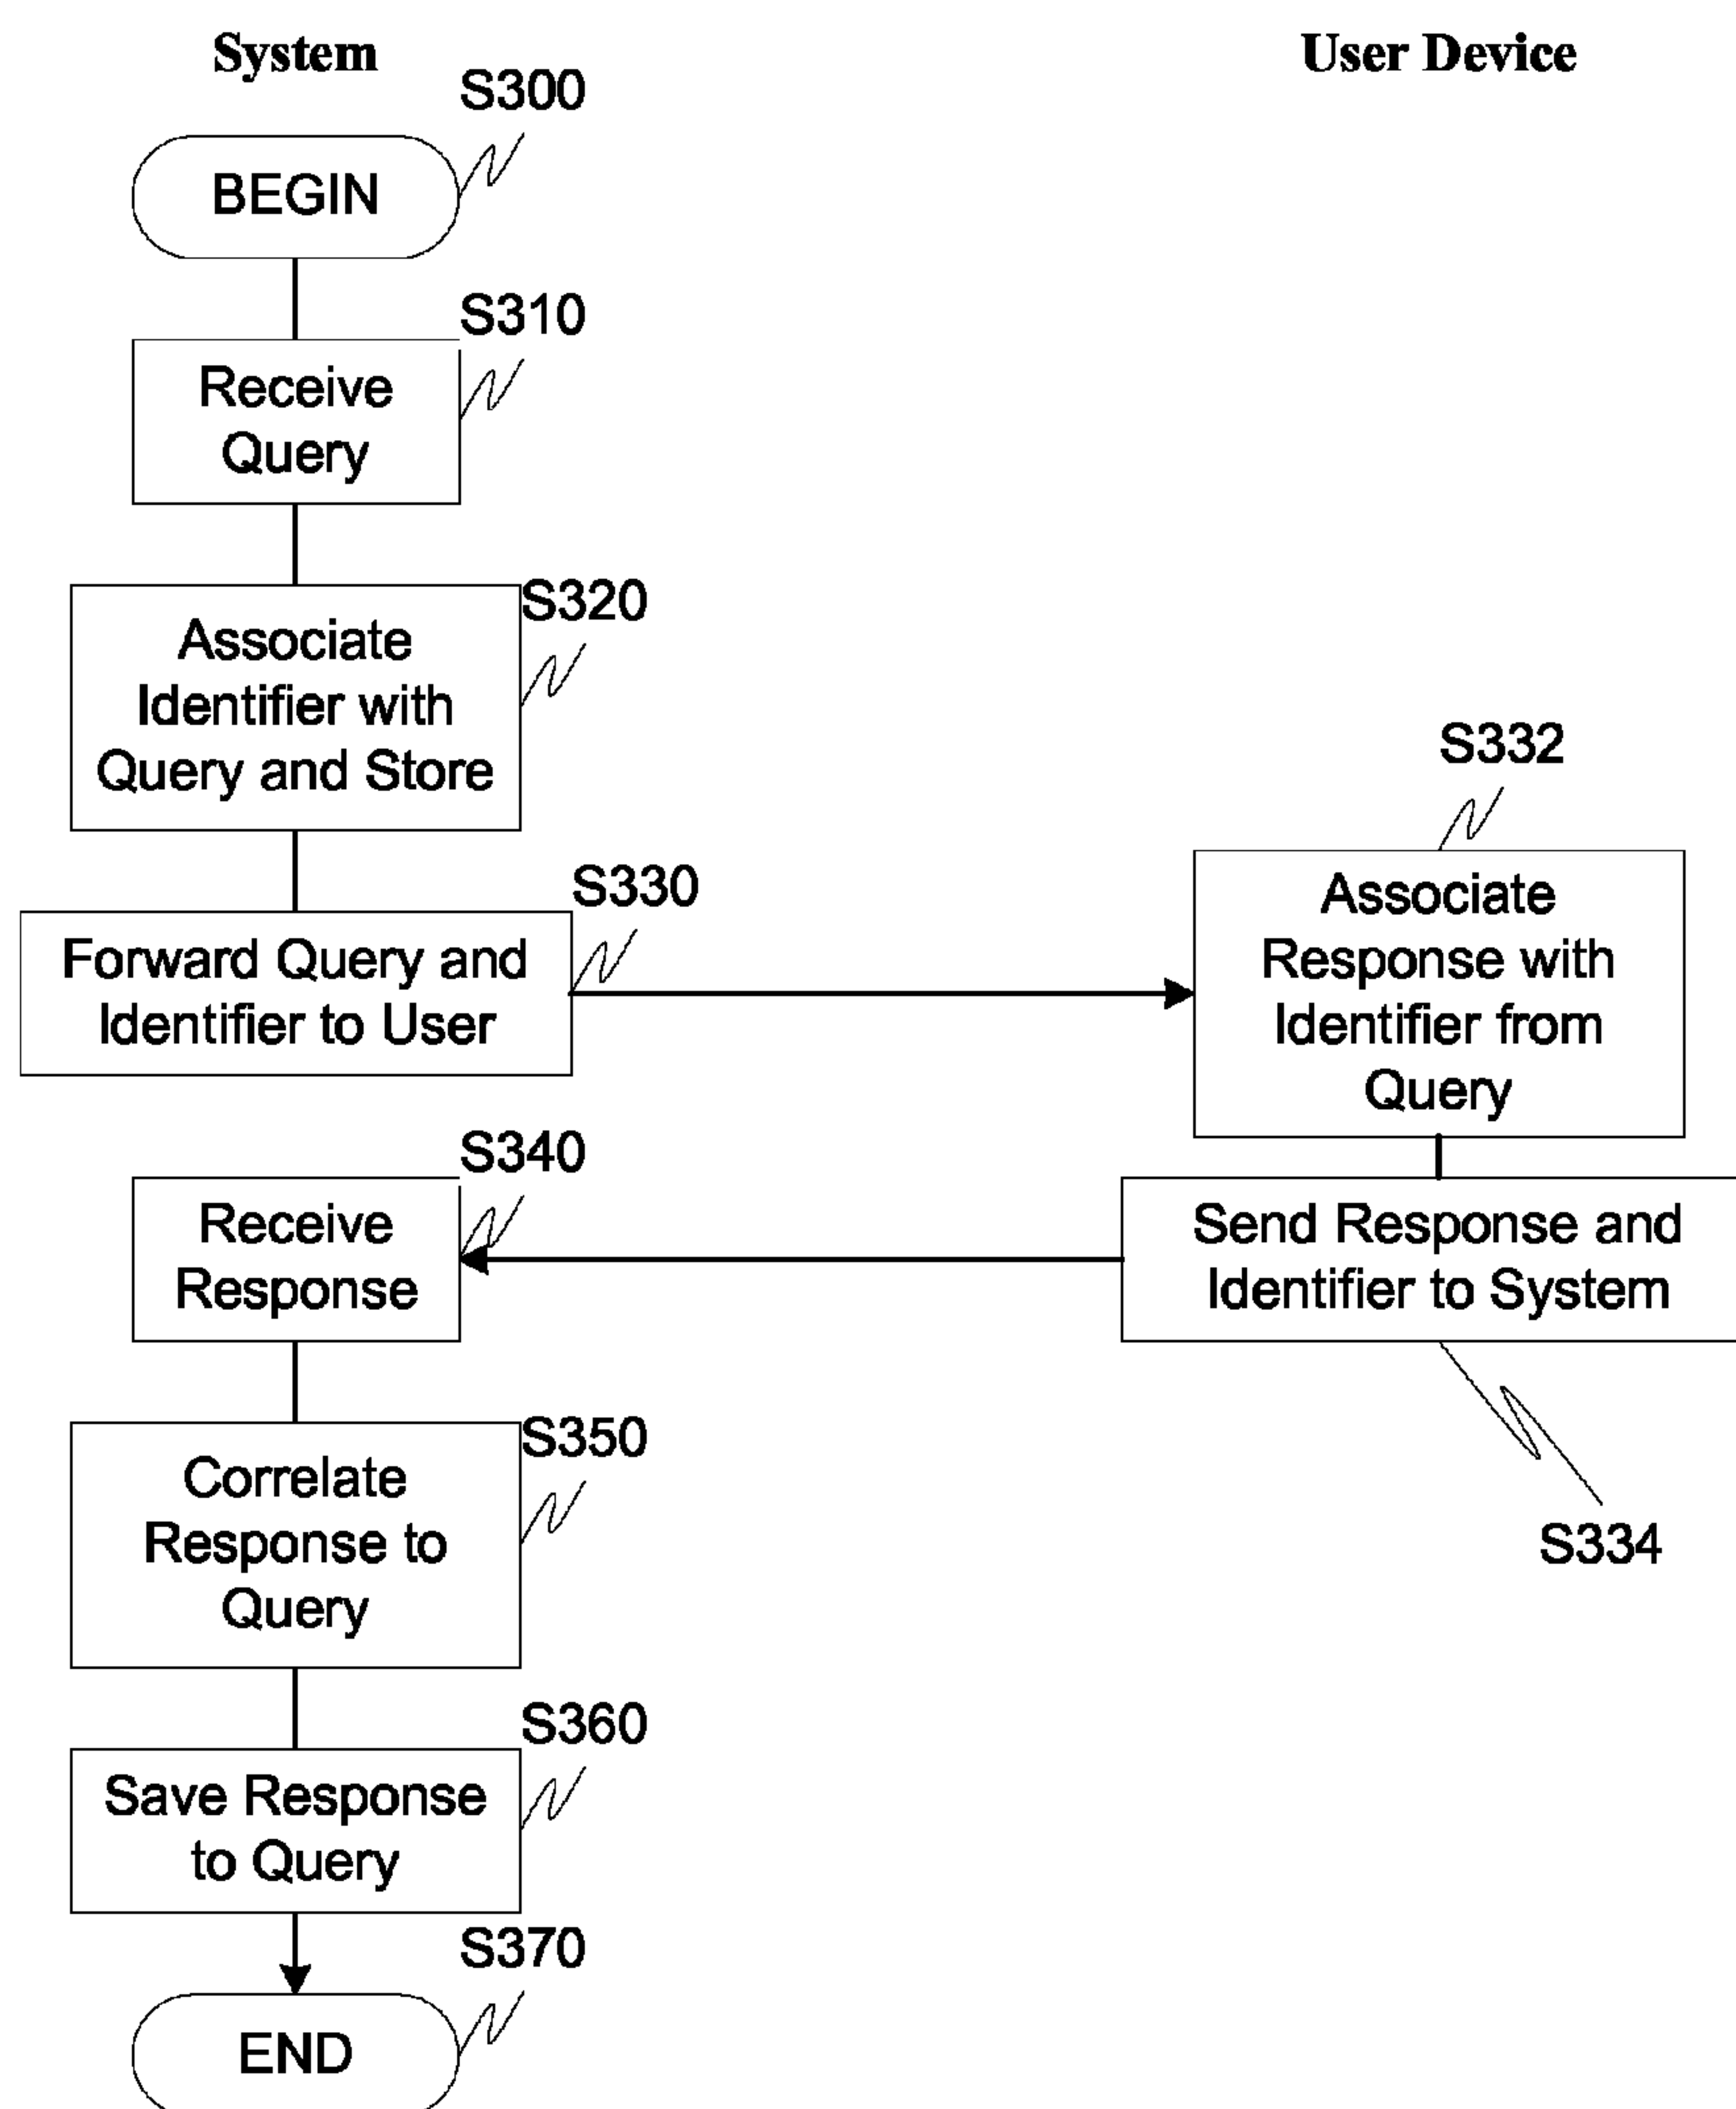 System
User Device
S300
BEGIN
S310
Receive
Query
S320
Associate
Identifier with
Query and Store
S330
Forward Query and
Identifier to User
S332
Associate
Response with
Identifier from
Query
S334
Send Response and
Identifier to System
S340
Receive
Response
S350
Correlate
Response to
Query
S360
Save Response
to Query
S370
END